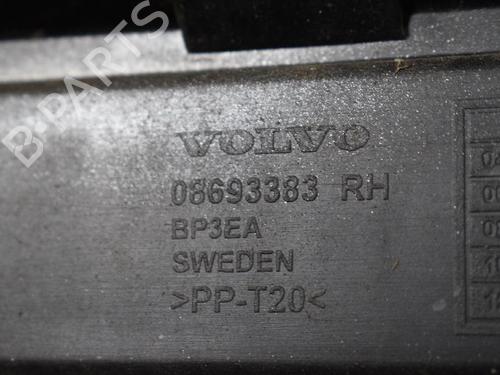 B-PARTS
VOLVO
08693383 RH
BP3EA
SWEDEN
>PP-T20<